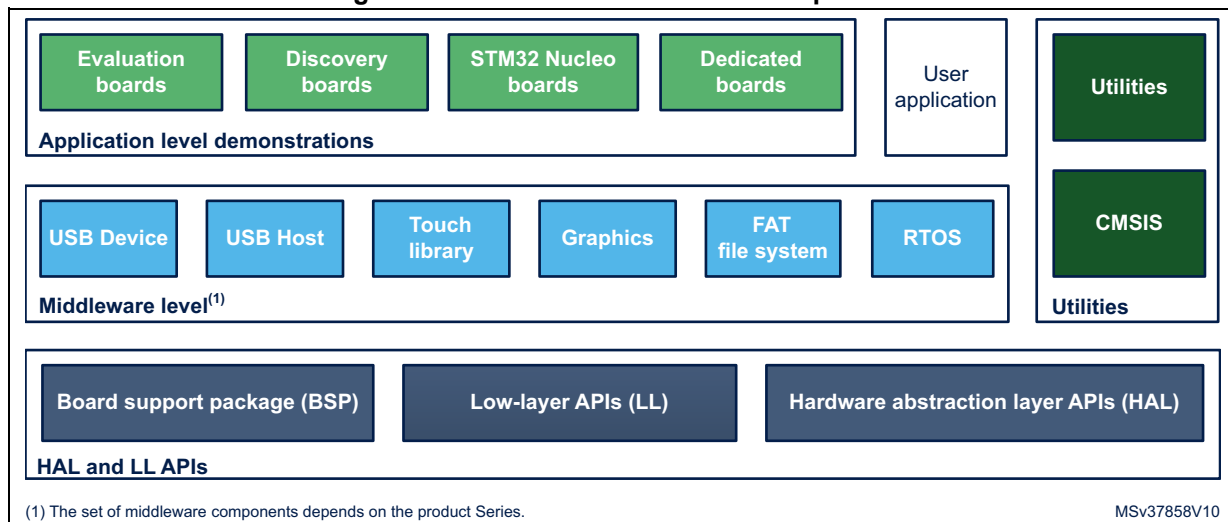 Evaluation
boards
Discovery
boards
STM32 Nucleo
boards
Dedicated
boards
Application level demonstrations
User
application
Utilities
CMSIS
Utilities
USB Device
USB Host
Touch
library
Graphics
FAT
file system
RTOS
Middleware level(1)
Board support package (BSP)
Low-layer APIs (LL)
Hardware abstraction layer APIs (HAL)
HAL and LL APIs
(1) The set of middleware components depends on the product Series.
MSv37858V10